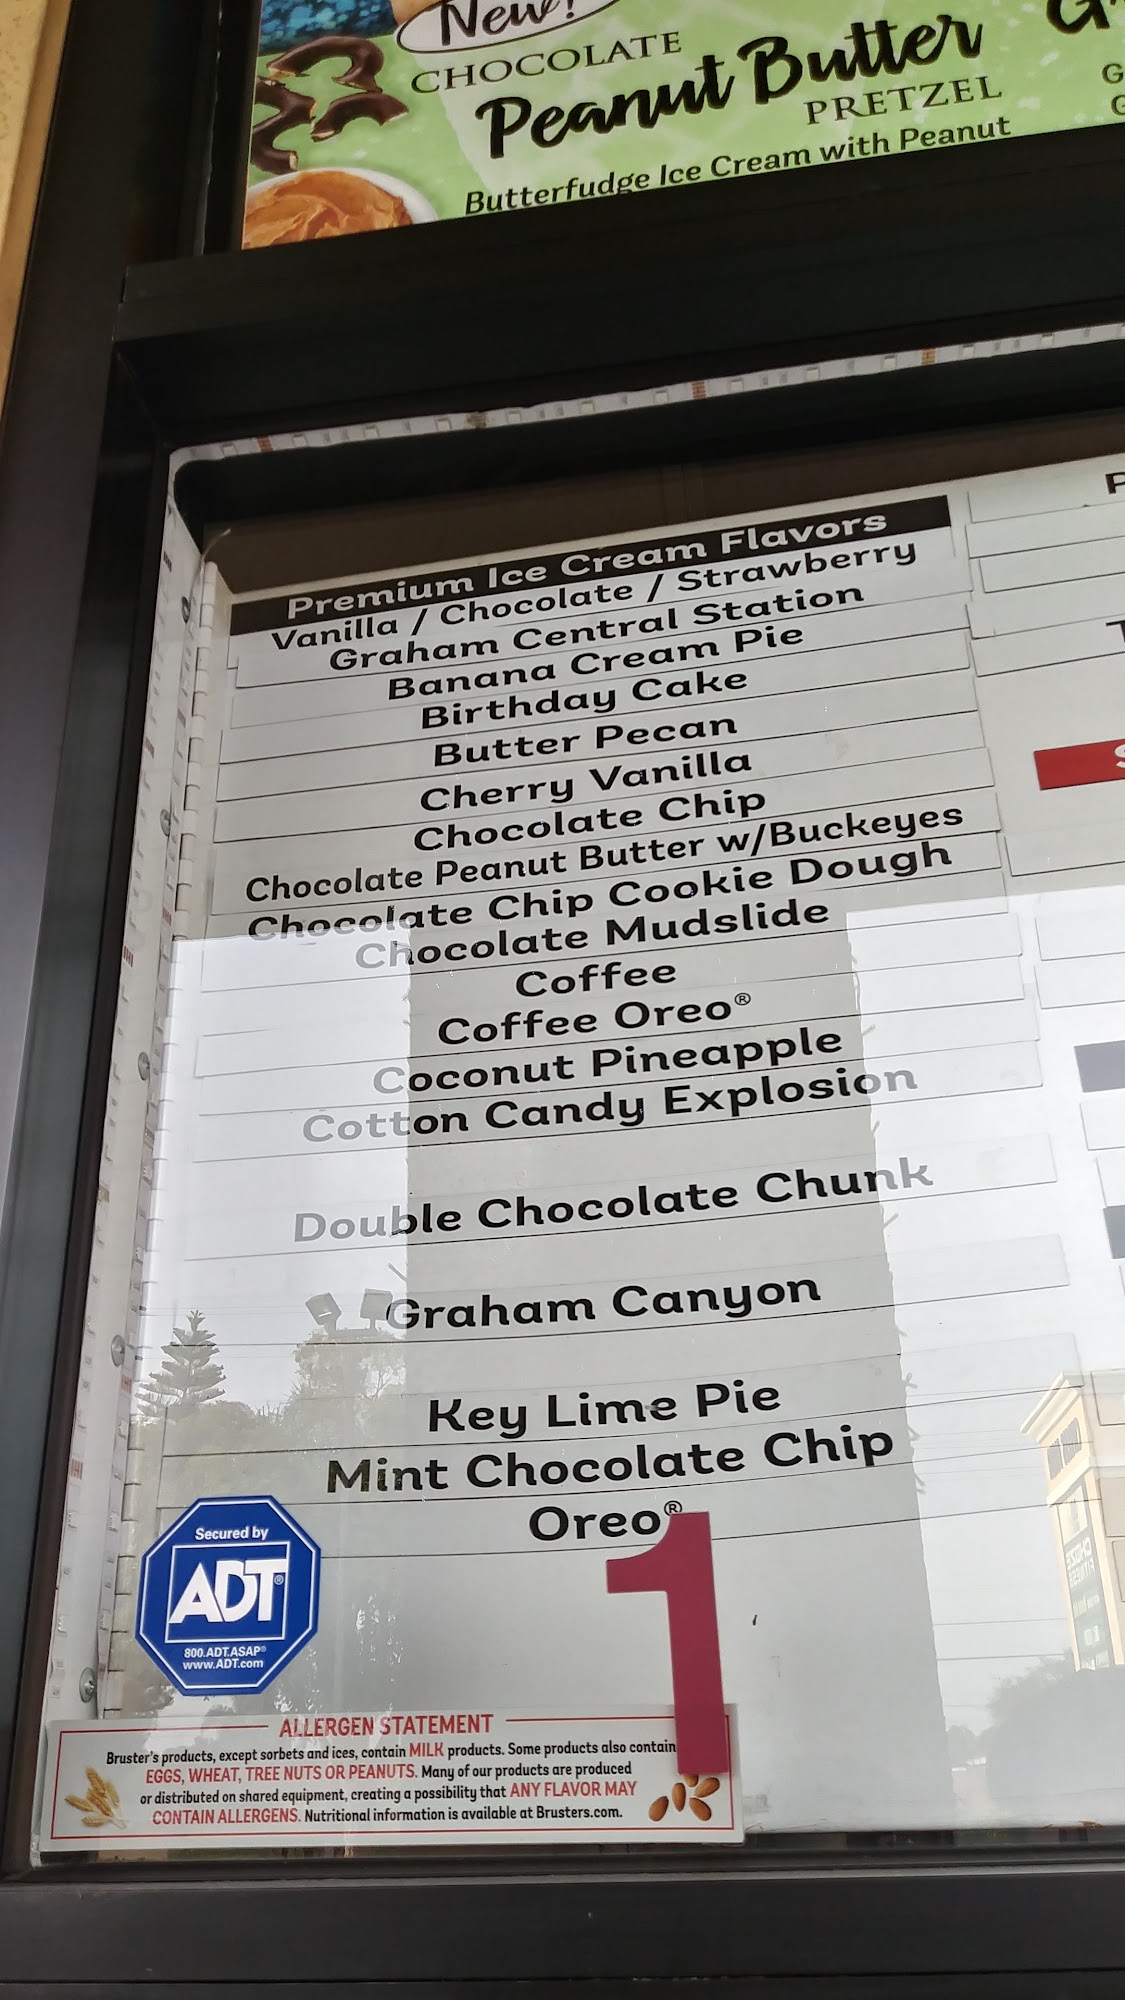 New!
CHOCOLATE
Peanut Butter
PRETZEL
Butterfudge Ice Cream with Peanut
Premium Ice Cream Flavors
Vanilla / Chocolate / Strawberry
Graham Central Station
Banana Cream Pie
Birthday Cake
Butter Pecan
Cherry Vanilla
Chocolate Chip
Chocolate Peanut Butter w/Buckeyes
Chocolate Chip Cookie Dough
Chocolate Mudslide
Coffee
Coffee Oreo®
Coconut Pineapple
Cotton Candy Explosion
Double Chocolate Chunk
Graham Canyon
Key Lime Pie
Mint Chocolate Chip
Oreo®
1
Secured by
ADT®
800.ADT.ASAP®
www.ADT.com
ALLERGEN STATEMENT
Bruster's products, except sorbets and ices, contain MILK products. Some products also contain
EGGS, WHEAT, TREE NUTS OR PEANUTS. Many of our products are produced
or distributed on shared equipment, creating a possibility that ANY FLAVOR MAY
CONTAIN ALLERGENS. Nutritional information is available at Brusters.com.